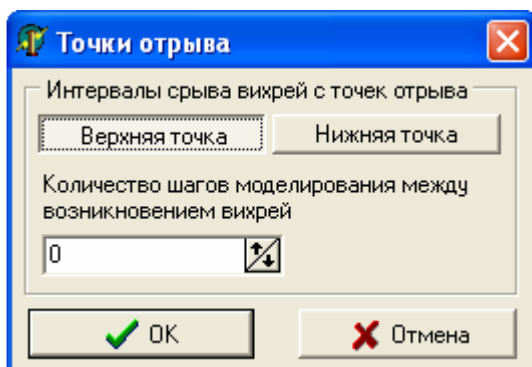 Точки отрыва
Интервалы срыва вихрей с точек отрыва
Верхняя точка
Нижняя точка
Количество шагов моделирования между
возникновением вихрей
0
OK
Отмена